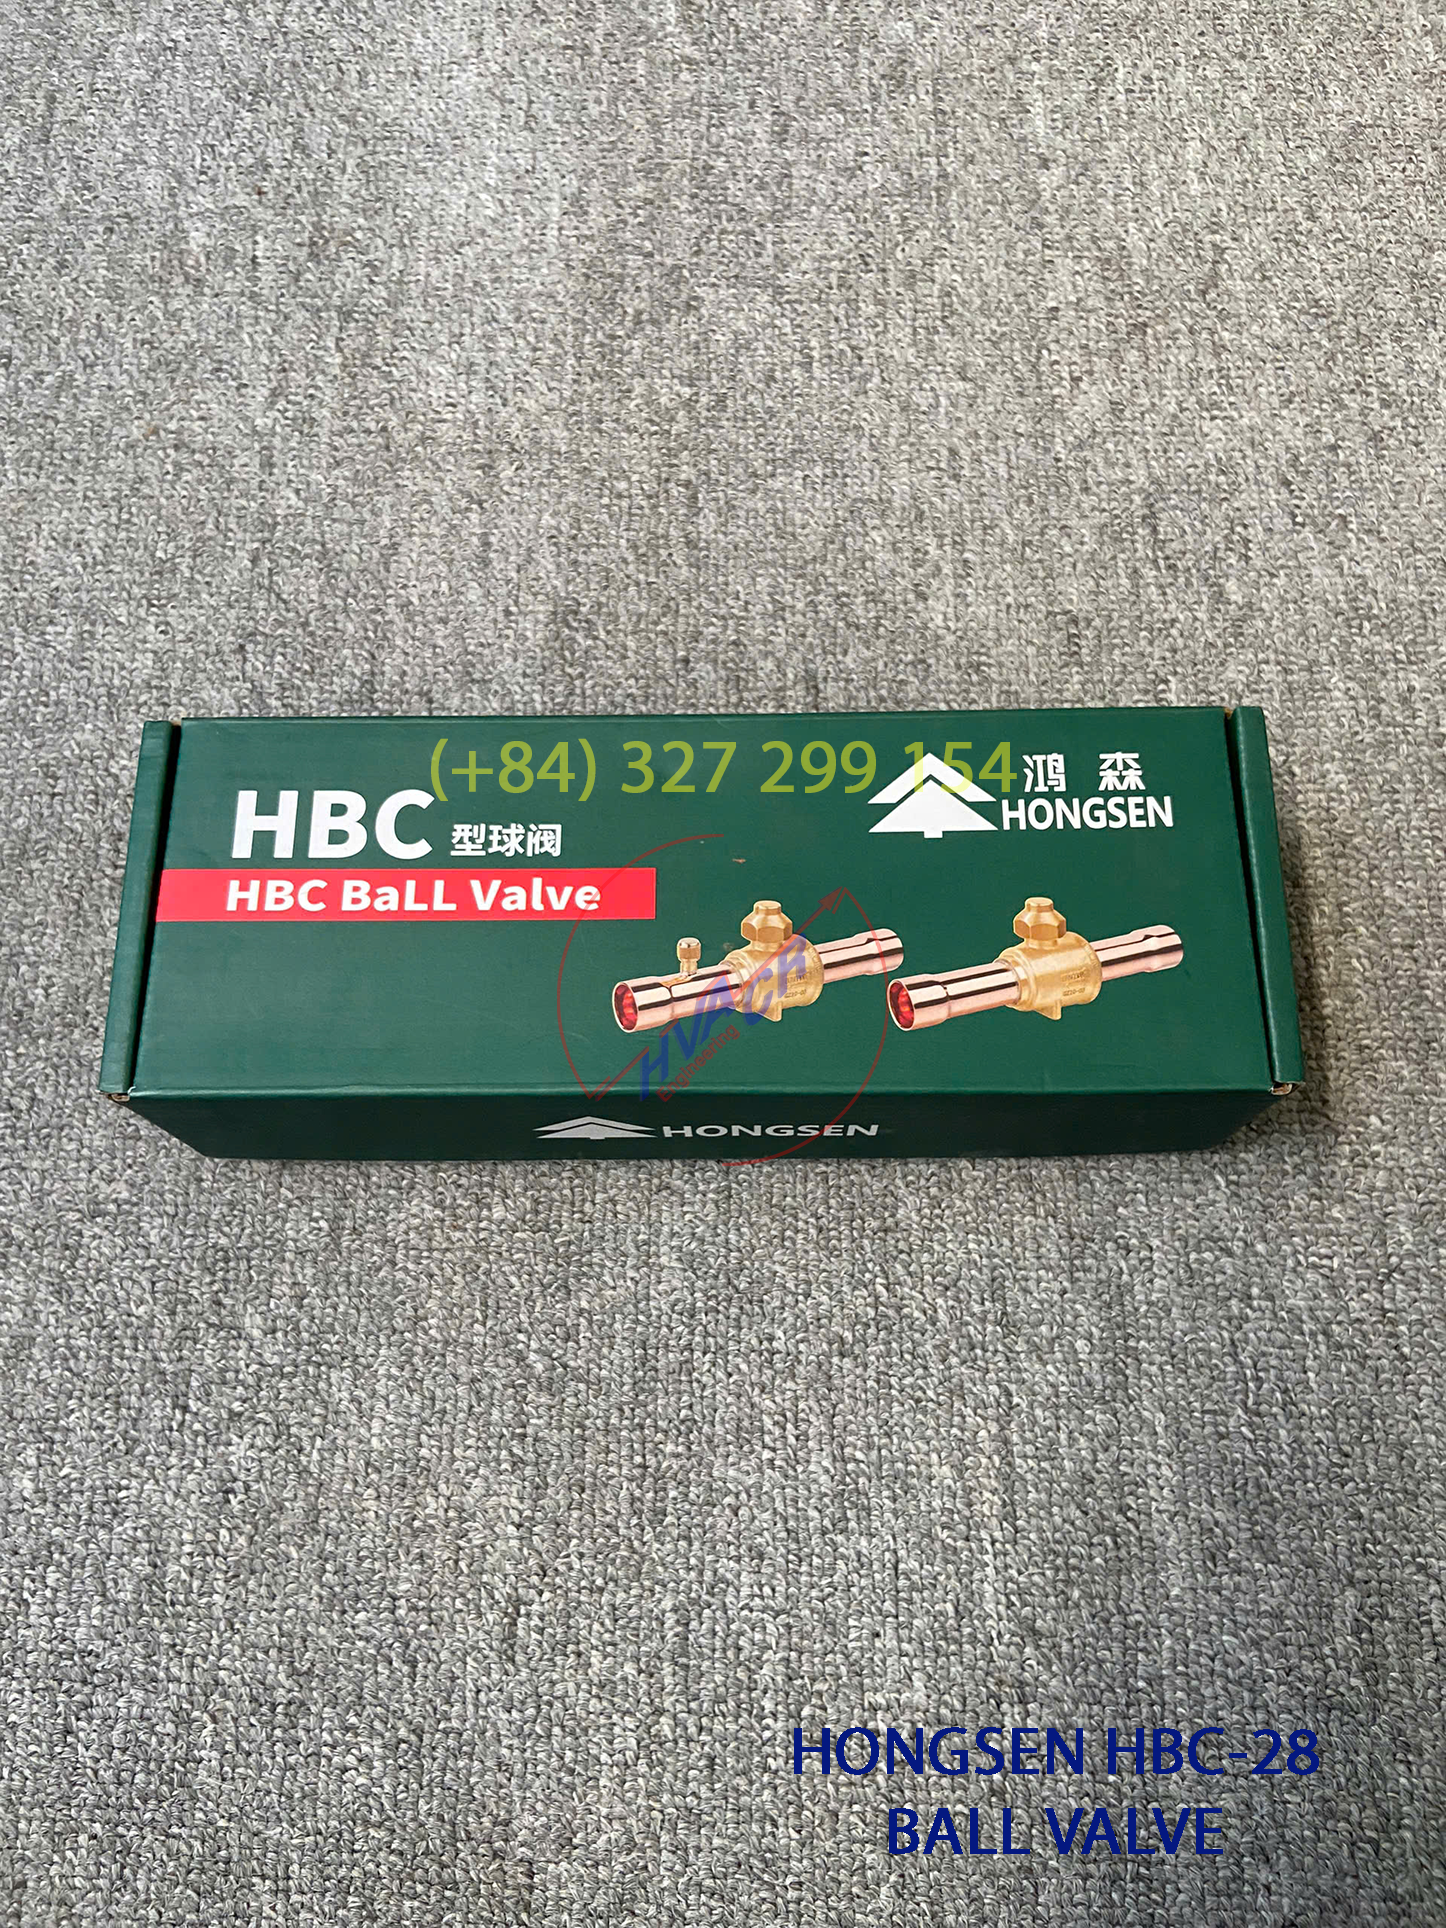 (+84) 327 299 154
鸿森
HONGSEN
HBC 型球阀
HBC BaLL Valve
HVACR
Engineering
HONGSEN
HONGSEN HBC-28
BALL VALVE